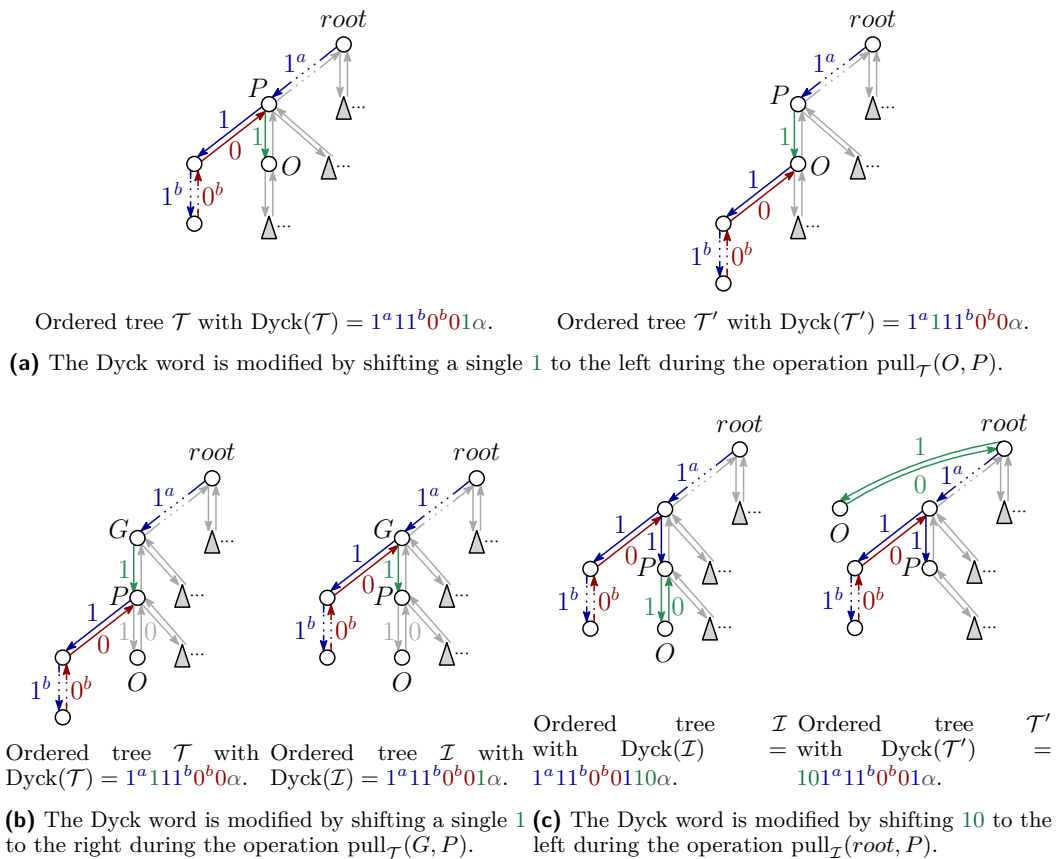 root
root
1^a
1^a
P
P
...
...
1
1
1
0
O
...
1
O
...
1^b
0^b
...
0
...
1^b
0^b
Ordered tree 𝒯 with Dyck(𝒯) = 1^a11^b0^b01α.
Ordered tree 𝒯′ with Dyck(𝒯′) = 1^a111^b0^b0α.
(a) The Dyck word is modified by shifting a single 1 to the left during the operation pull_𝒯(O, P).
root
root
root
root
1^a
1^a
1^a
1
0
1^a
G
...
G
...
...
O
...
1
1
0
1
1
0
1
1
0
1
P
...
P
...
P
...
P
1
0
1
0
1^b
0^b
1
0
1^b
0^b
1
0
1^b
0^b
...
1^b
0^b
O
...
O
...
O
Ordered tree 𝒯 with
Dyck(𝒯) = 1^a111^b0^b0α.
Ordered tree ℐ with
Dyck(ℐ) = 1^a11^b0^b01α.
Ordered tree ℐ
with Dyck(ℐ) =
1^a11^b0^b0110α.
Ordered tree 𝒯′
with Dyck(𝒯′) =
101^a11^b0^b01α.
(b) The Dyck word is modified by shifting a single 1
to the right during the operation pull_𝒯(G, P).
(c) The Dyck word is modified by shifting 10 to the
left during the operation pull_ℐ(root, P).